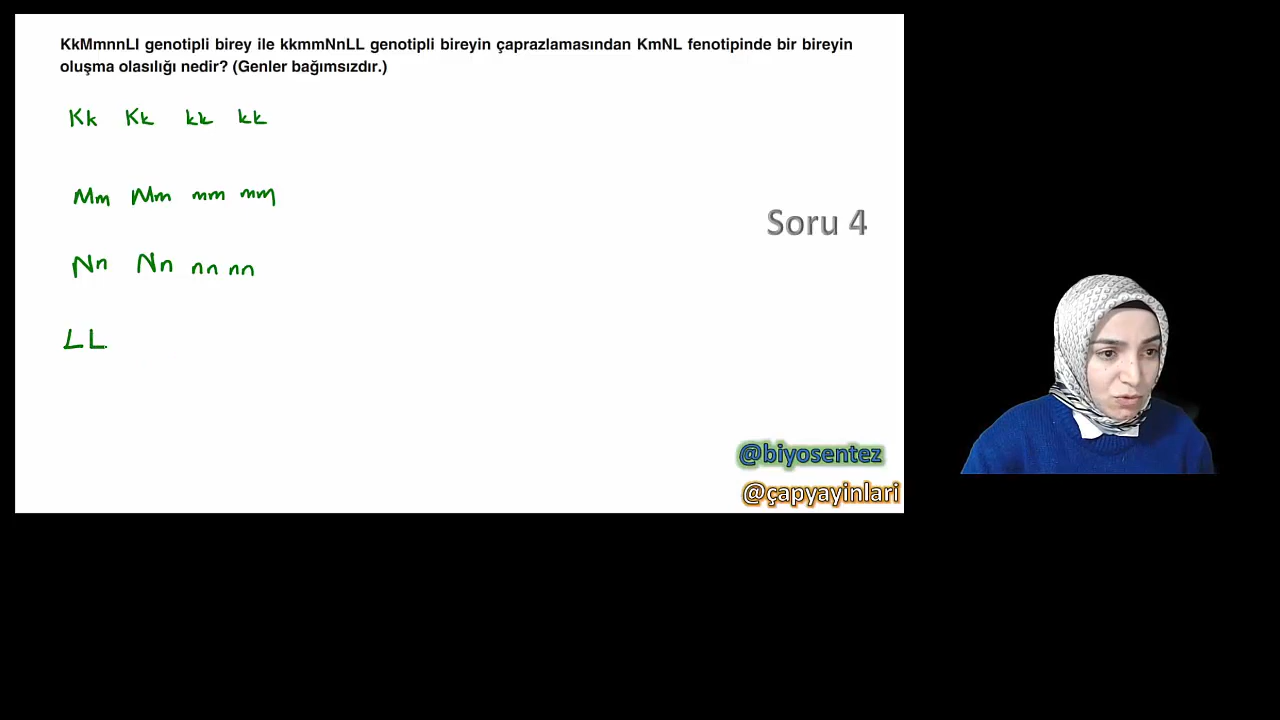 KkMmnnLl genotipli birey ile kkmmNnLL genotipli bireyin çaprazlamasından KmNL fenotipinde bir bireyin
oluşma olasılığı nedir? (Genler bağımsızdır.)
Kk Kk kk kk
Mm Mm mm mm
Soru 4
Nn Nn nn nn
LL
@biyosentez
@çapyayinlari